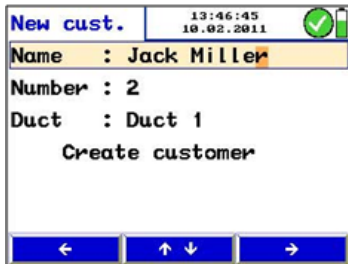 New cust.
13:46:45
10.02.2011
Name : Jack Miller
Number : 2
Duct : Duct 1
Create customer
← ↑ ↓ →